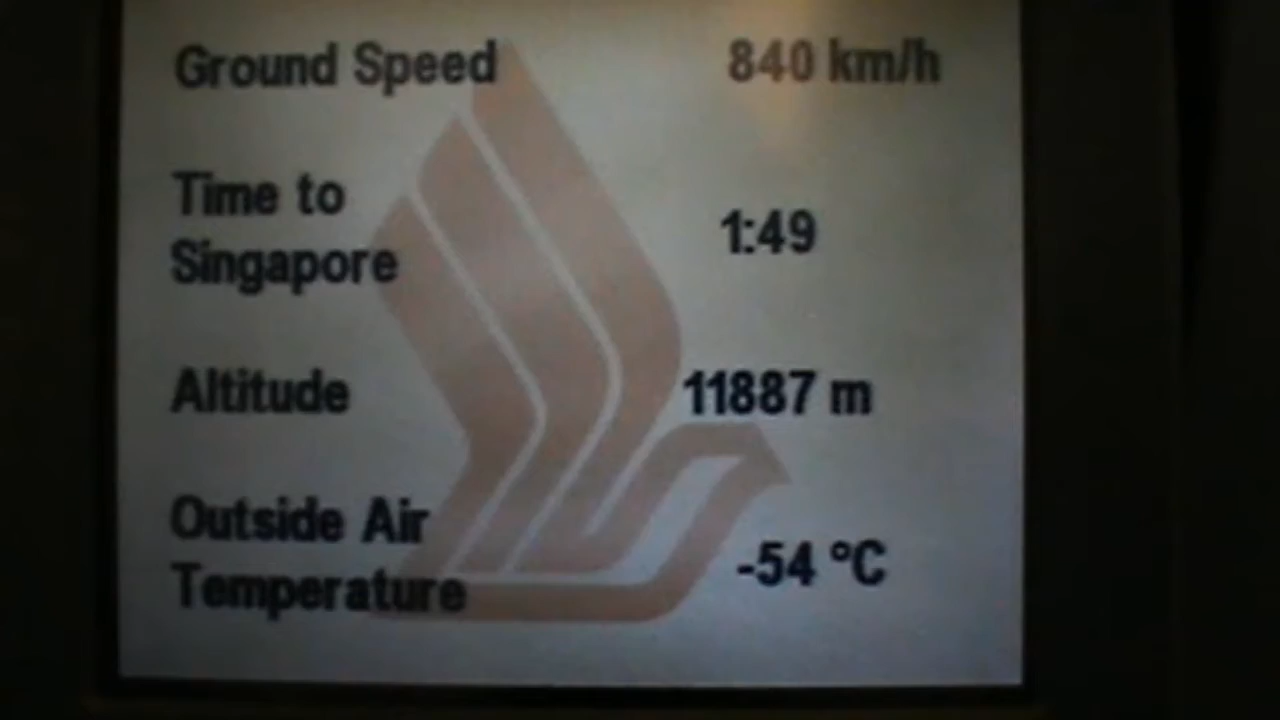 Ground Speed 840 km/h
Time to
Singapore 1:49
Altitude 11887 m
Outside Air
Temperature -54 °C